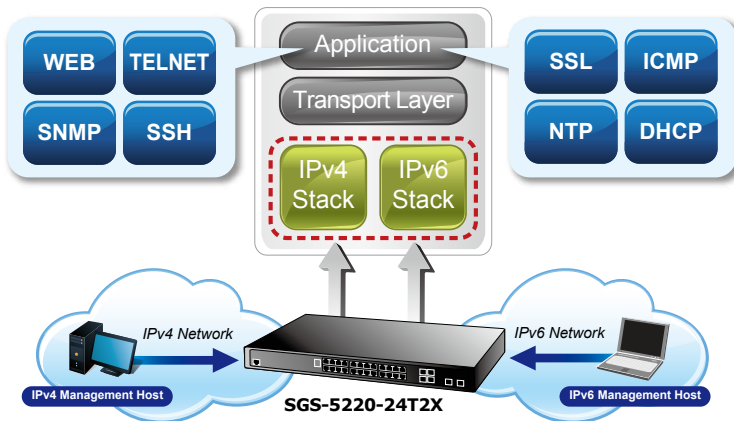 WEB
TELNET
SNMP
SSH
Application
Transport Layer
IPv4
Stack
IPv6
Stack
SSL
ICMP
NTP
DHCP
IPv4 Network
IPv4 Management Host
SGS-5220-24T2X
IPv6 Network
IPv6 Management Host